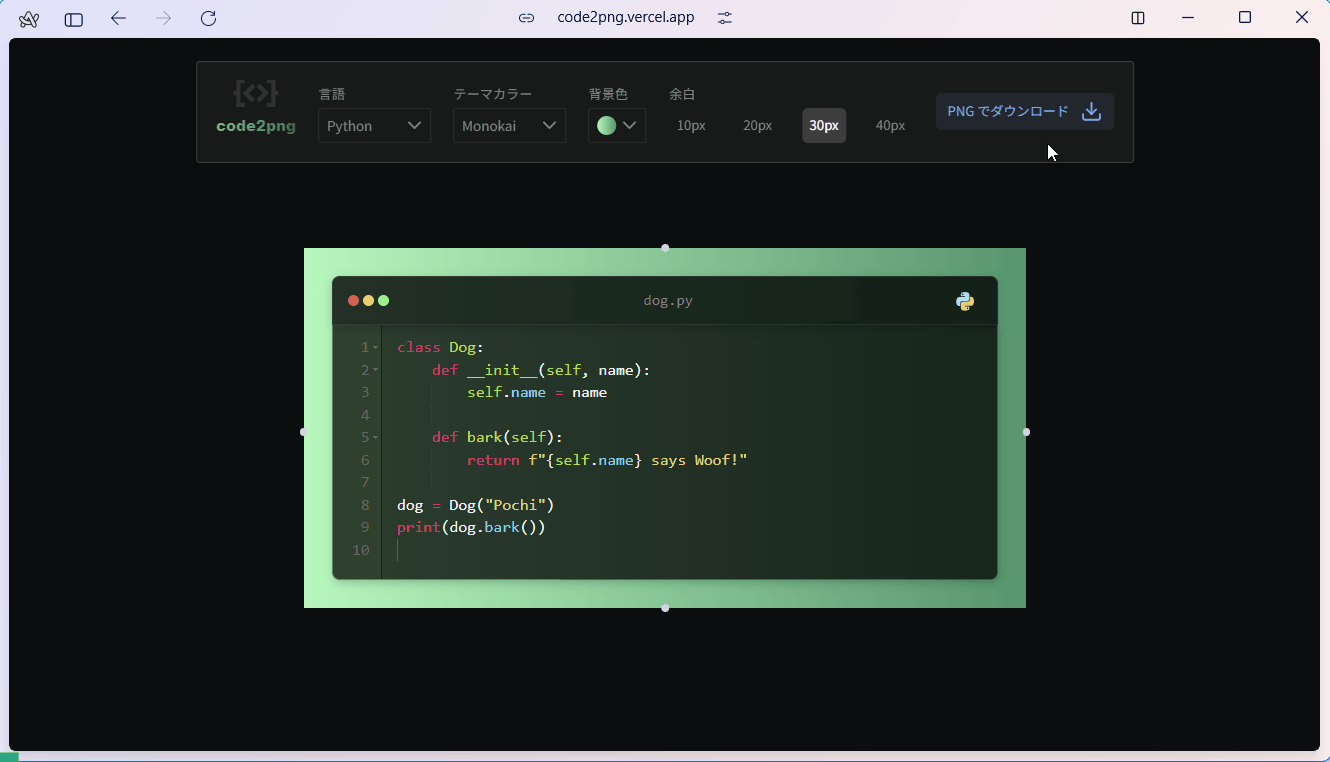 code2png.vercel.app
言語 テーマカラー 背景色 余白
code2png Python Monokai 10px 20px 30px 40px PNG でダウンロード
dog.py
1 class Dog:
2     def __init__(self, name):
3         self.name = name
4
5     def bark(self):
6         return f"{self.name} says Woof!"
7
8 dog = Dog("Pochi")
9 print(dog.bark())
10